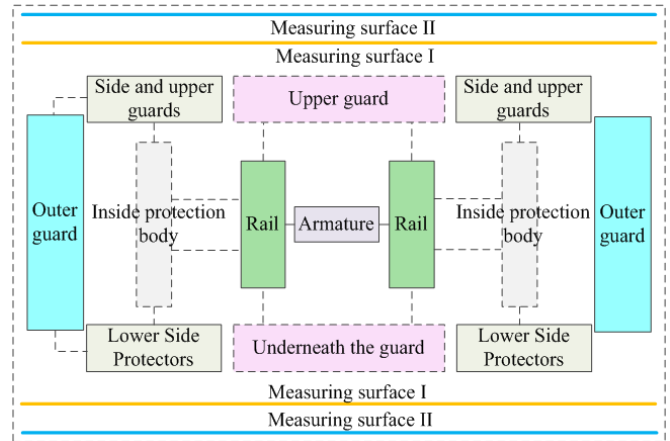 Measuring surface II
Measuring surface I
Side and upper
guards
Upper guard
Side and upper
guards
Outer
guard
Inside protection
body
Rail
Armature
Rail
Inside protection
body
Outer
guard
Lower Side
Protectors
Underneath the guard
Lower Side
Protectors
Measuring surface I
Measuring surface II